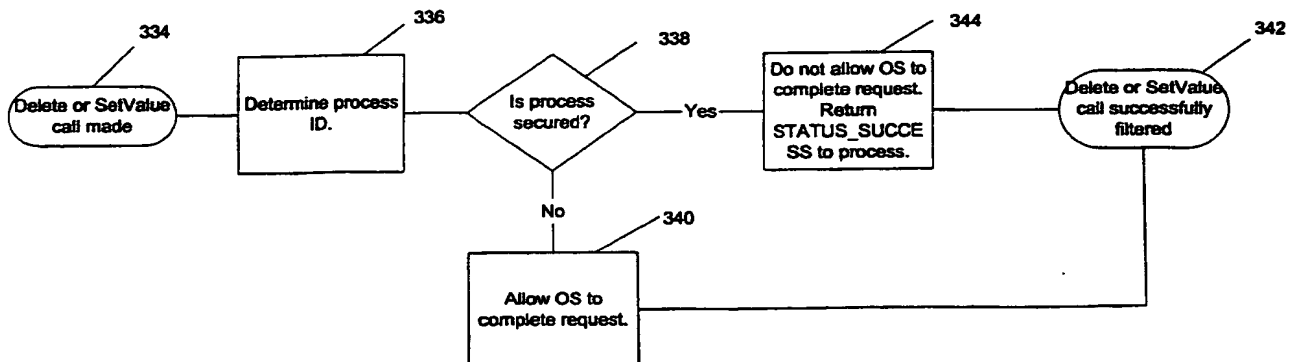 334
Delete or SetValue
call made
336
Determine process
ID.
338
Is process
secured?
Yes
344
Do not allow OS to
complete request.
Return
STATUS_SUCCE
SS to process.
342
Delete or SetValue
call successfully
filtered
No
340
Allow OS to
complete request.